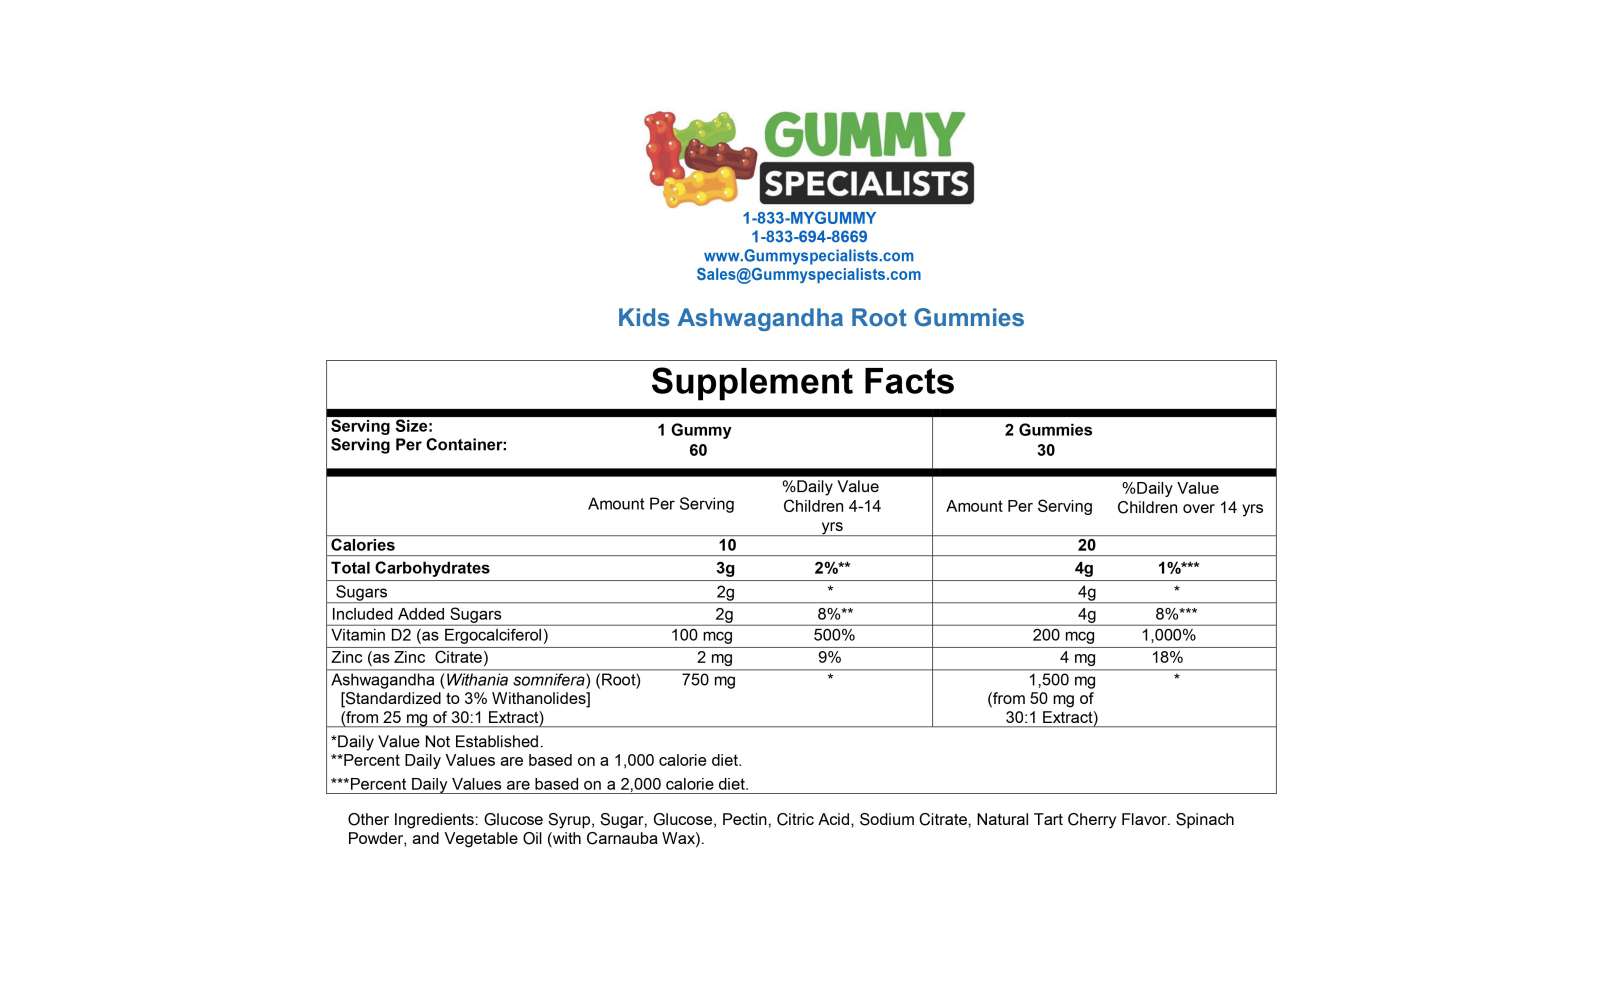 GUMMY
SPECIALISTS
1-833-MYGUMMY
1-833-694-8669
www.Gummyspecialists.com
Sales@Gummyspecialists.com
Kids Ashwagandha Root Gummies
Supplement Facts
Serving Size: 1 Gummy 2 Gummies
Serving Per Container: 60 30
Amount Per Serving %Daily Value Children 4-14 yrs Amount Per Serving %Daily Value Children over 14 yrs
Calories 10 20
Total Carbohydrates 3g 2%** 4g 1%***
Sugars 2g * 4g *
Included Added Sugars 2g 8%** 4g 8%***
Vitamin D2 (as Ergocalciferol) 100 mcg 500% 200 mcg 1,000%
Zinc (as Zinc Citrate) 2 mg 9% 4 mg 18%
Ashwagandha (Withania somnifera) (Root) 750 mg * 1,500 mg *
[Standardized to 3% Withanolides] (from 50 mg of
(from 25 mg of 30:1 Extract) 30:1 Extract)
*Daily Value Not Established.
**Percent Daily Values are based on a 1,000 calorie diet.
***Percent Daily Values are based on a 2,000 calorie diet.
Other Ingredients: Glucose Syrup, Sugar, Glucose, Pectin, Citric Acid, Sodium Citrate, Natural Tart Cherry Flavor. Spinach
Powder, and Vegetable Oil (with Carnauba Wax).